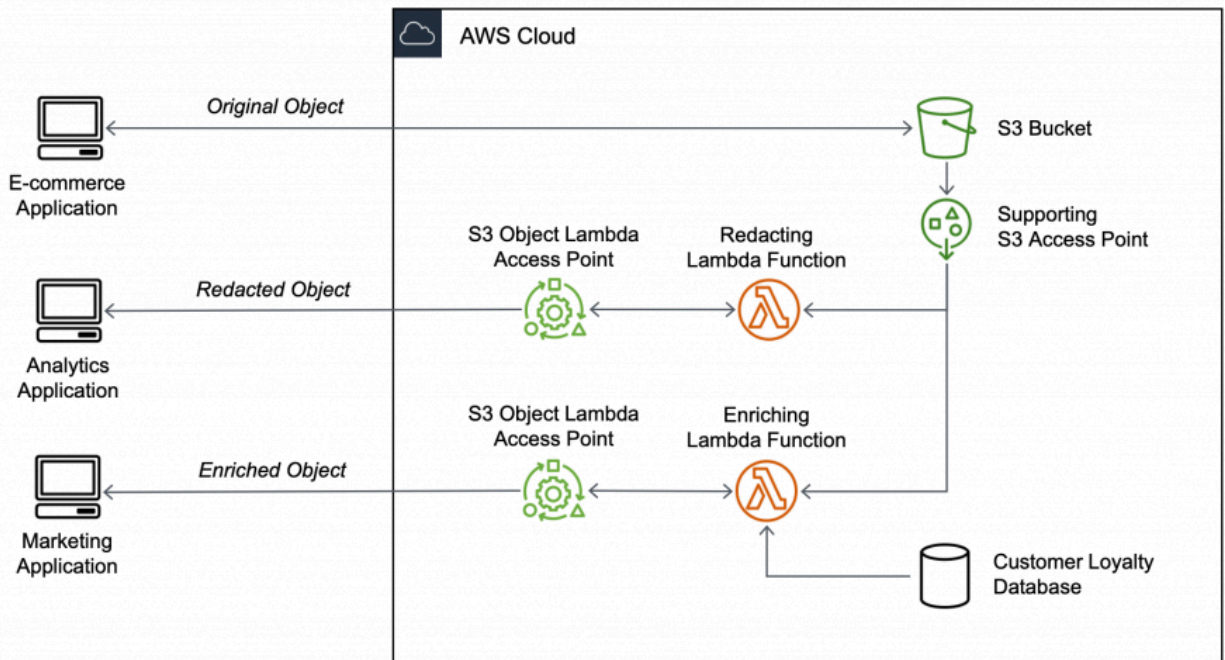 AWS Cloud
Original Object
S3 Bucket
E-commerce
Application
Supporting
S3 Access Point
S3 Object Lambda
Access Point
Redacting
Lambda Function
Redacted Object
Analytics
Application
S3 Object Lambda
Access Point
Enriching
Lambda Function
Enriched Object
Marketing
Application
Customer Loyalty
Database